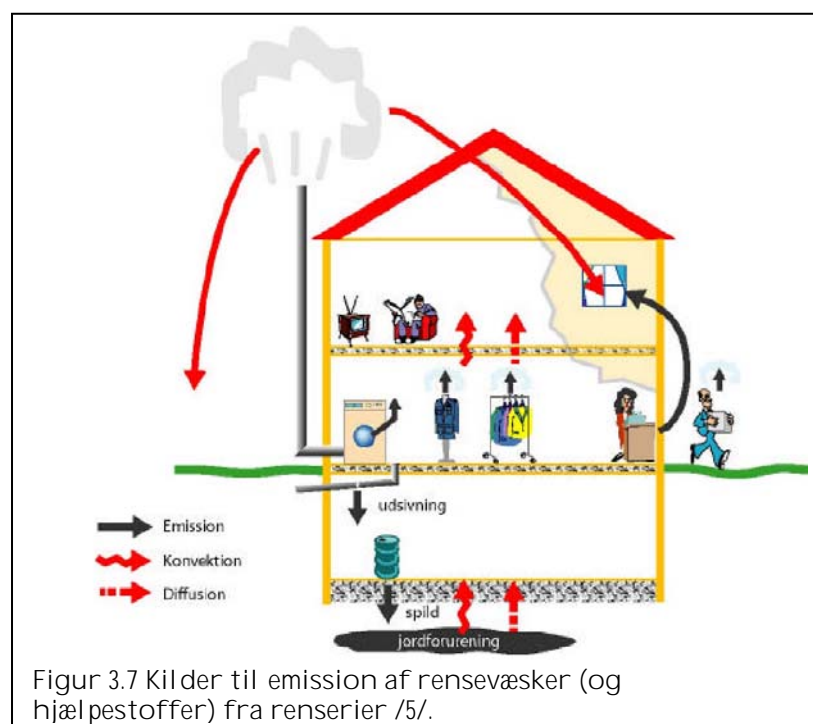 udsivning
Emission
Konvektion
Diffusion
spild
jordforurening
Figur 3.7 Kilder til emission af rensevæsker (og
hjælpestoffer) fra renserier /5/.